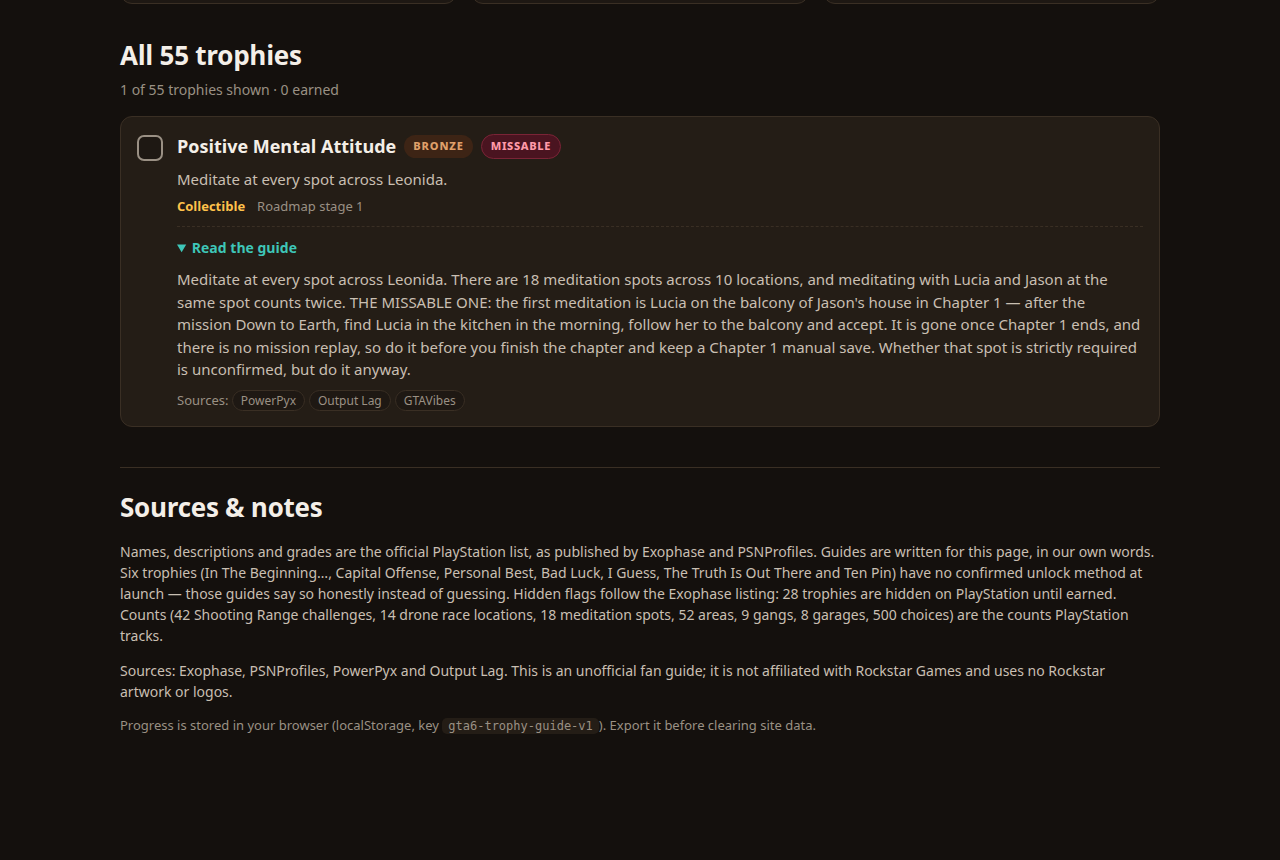 All 55 trophies
1 of 55 trophies shown · 0 earned
Positive Mental Attitude BRONZE MISSABLE
Meditate at every spot across Leonida.
Collectible Roadmap stage 1
▼ Read the guide
Meditate at every spot across Leonida. There are 18 meditation spots across 10 locations, and meditating with Lucia and Jason at the
same spot counts twice. THE MISSABLE ONE: the first meditation is Lucia on the balcony of Jason's house in Chapter 1 — after the
mission Down to Earth, find Lucia in the kitchen in the morning, follow her to the balcony and accept. It is gone once Chapter 1 ends, and
there is no mission replay, so do it before you finish the chapter and keep a Chapter 1 manual save. Whether that spot is strictly required
is unconfirmed, but do it anyway.
Sources: PowerPyx Output Lag GTAVibes
Sources & notes
Names, descriptions and grades are the official PlayStation list, as published by Exophase and PSNProfiles. Guides are written for this page, in our own words.
Six trophies (In The Beginning..., Capital Offense, Personal Best, Bad Luck, I Guess, The Truth Is Out There and Ten Pin) have no confirmed unlock method at
launch — those guides say so honestly instead of guessing. Hidden flags follow the Exophase listing: 28 trophies are hidden on PlayStation until earned.
Counts (42 Shooting Range challenges, 14 drone race locations, 18 meditation spots, 52 areas, 9 gangs, 8 garages, 500 choices) are the counts PlayStation
tracks.
Sources: Exophase, PSNProfiles, PowerPyx and Output Lag. This is an unofficial fan guide; it is not affiliated with Rockstar Games and uses no Rockstar
artwork or logos.
Progress is stored in your browser (localStorage, key gta6-trophy-guide-v1). Export it before clearing site data.